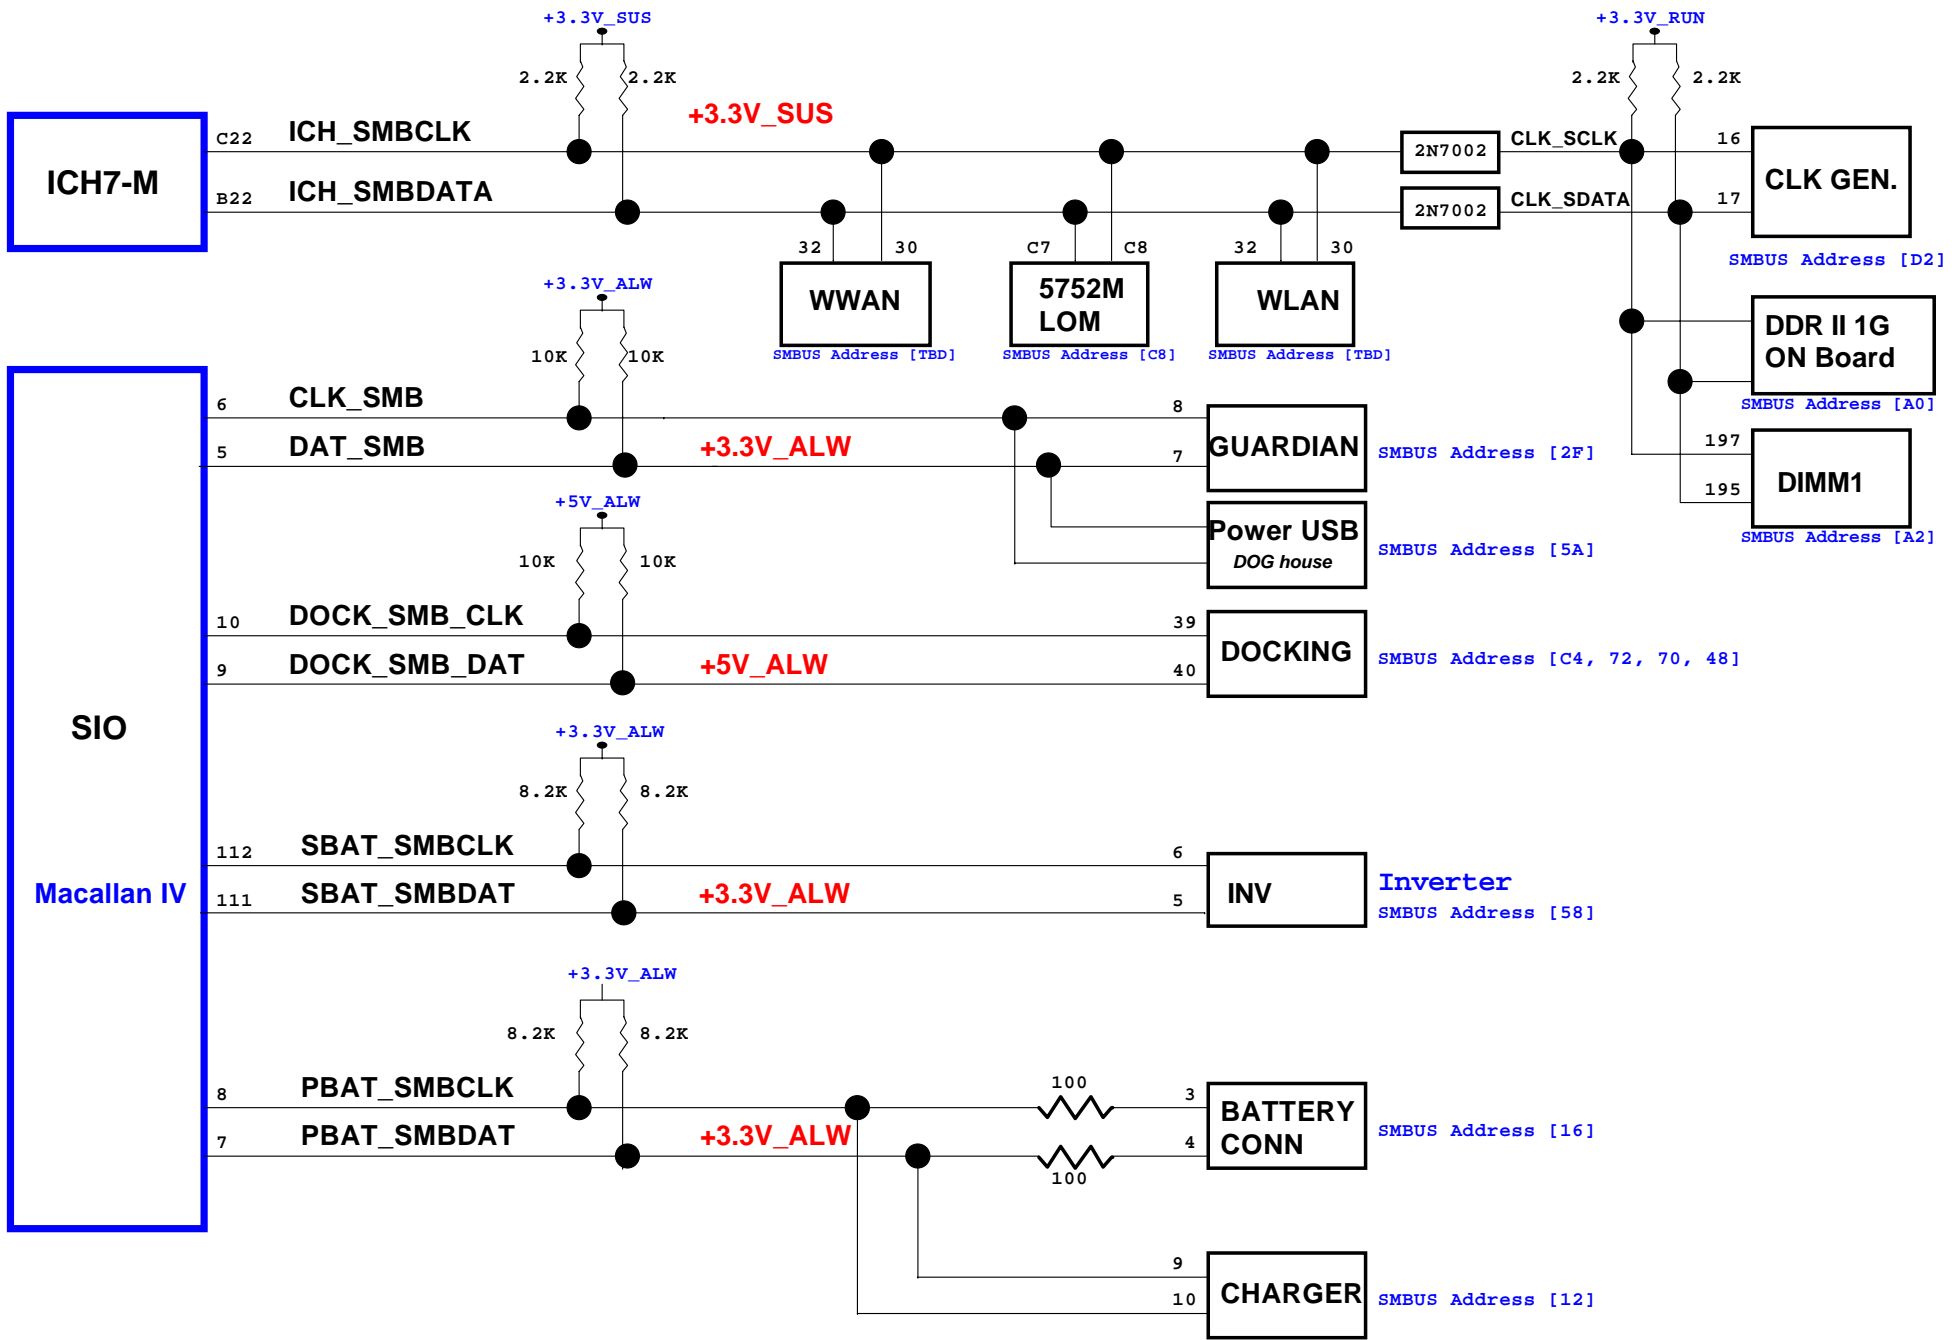 +3.3V_SUS
+3.3V_RUN
2.2K
2.2K
2.2K
2.2K
+3.3V_SUS
ICH7-M
C22
ICH_SMBCLK
B22
ICH_SMBDATA
2N7002
CLK_SCLK
16
2N7002
CLK_SDATA
17
CLK GEN.
SMBUS Address [D2]
32
30
C7
C8
32
30
WWAN
5752M
LOM
WLAN
SMBUS Address [TBD]
SMBUS Address [C8]
SMBUS Address [TBD]
DDR II 1G
ON Board
SMBUS Address [A0]
197
195
DIMM1
SMBUS Address [A2]
+3.3V_ALW
10K
10K
6
CLK_SMB
5
DAT_SMB
+3.3V_ALW
8
7
GUARDIAN
SMBUS Address [2F]
Power USB
DOG house
SMBUS Address [5A]
+5V_ALW
10K
10K
10
DOCK_SMB_CLK
9
DOCK_SMB_DAT
+5V_ALW
39
40
DOCKING
SMBUS Address [C4, 72, 70, 48]
SIO
Macallan IV
+3.3V_ALW
8.2K
8.2K
112
SBAT_SMBCLK
111
SBAT_SMBDAT
+3.3V_ALW
6
5
INV
Inverter
SMBUS Address [58]
+3.3V_ALW
8.2K
8.2K
8
PBAT_SMBCLK
7
PBAT_SMBDAT
+3.3V_ALW
100
100
3
4
BATTERY
CONN
SMBUS Address [16]
9
10
CHARGER
SMBUS Address [12]